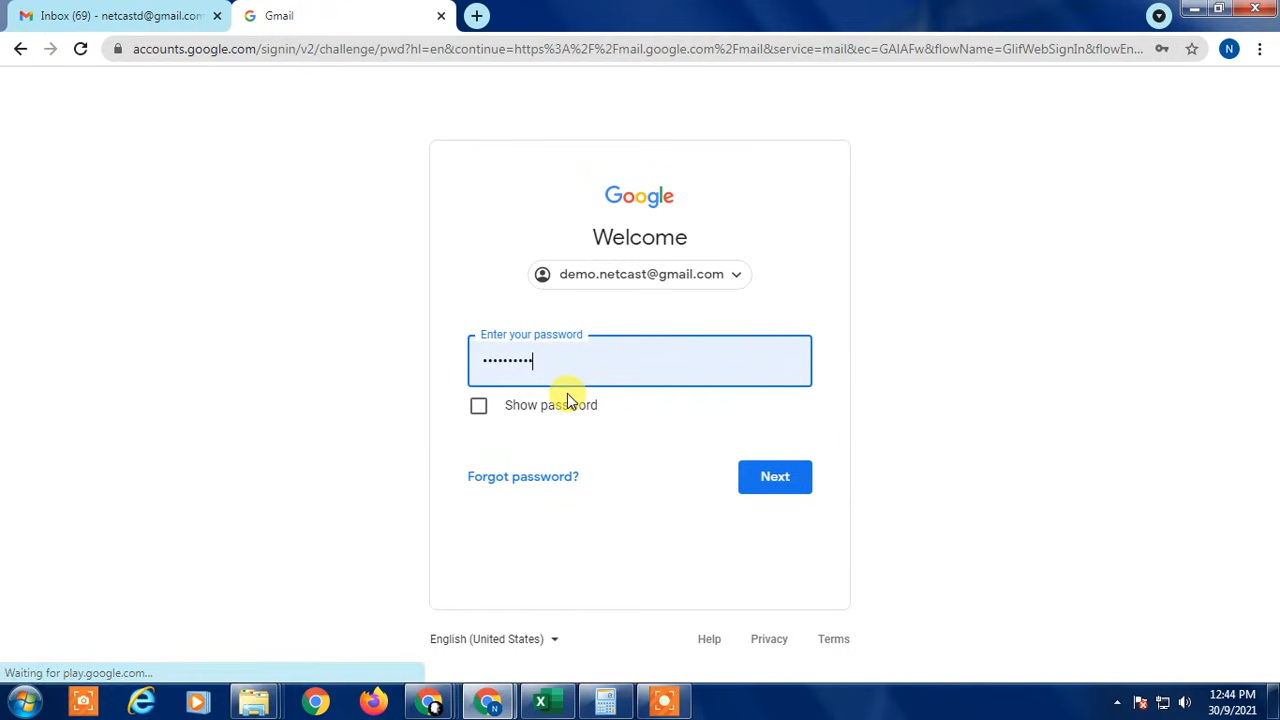 Inbox (69) - netcastd@gmail.com
Gmail
accounts.google.com/signin/v2/challenge/pwd?hl=en&continue=https%3A%2F%2Fmail.google.com%2Fmail&service=mail&ec=GAlAFw&flowName=GlifWebSignIn&flowEn...
N
Google
Welcome
demo.netcast@gmail.com
Enter your password
••••••••••
Show password
Forgot password?
Next
English (United States)
Help
Privacy
Terms
Waiting for play.google.com...
N
12:44 PM
30/9/2021